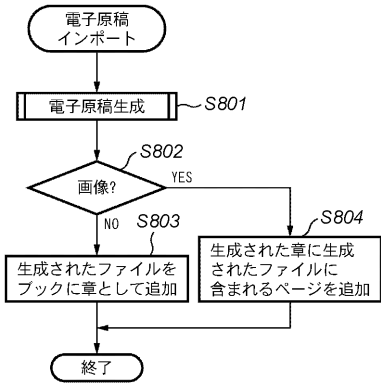 電子原稿
インポート
電子原稿生成
S801
S802
画像?
YES
NO
S803
S804
生成されたファイルを
ブックに章として追加
生成された章に生成
されたファイルに
含まれるページを追加
終了